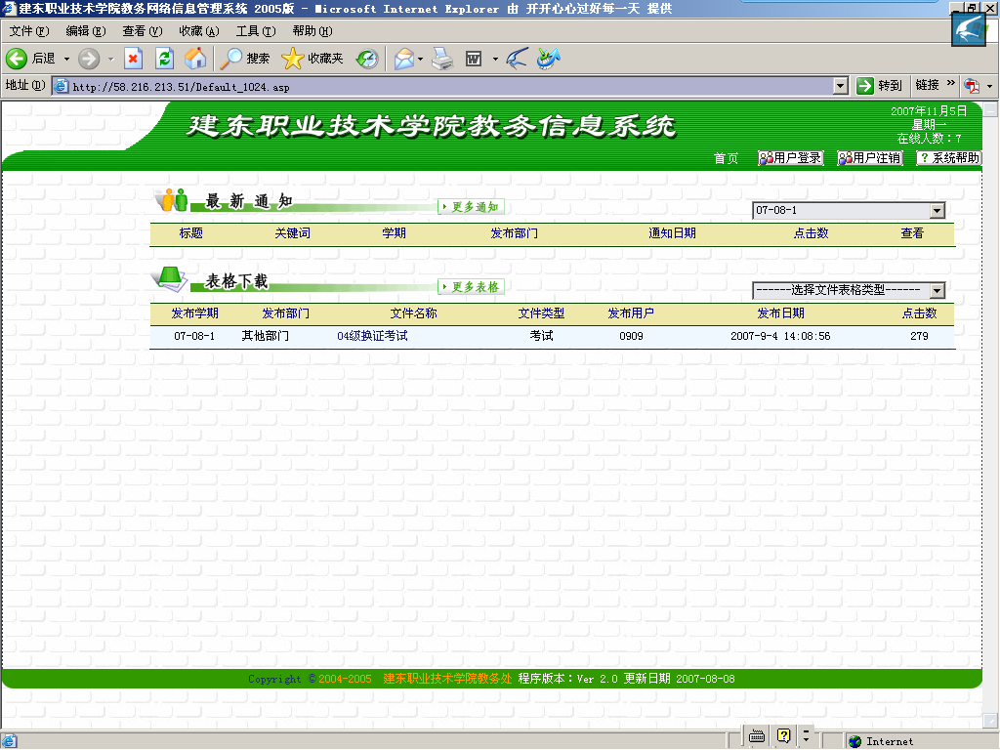 建东职业技术学院教务网络信息管理系统 2005版 - Microsoft Internet Explorer 由 开开心心过好每一天 提供
文件(F) 编辑(E) 查看(V) 收藏(A) 工具(T) 帮助(H)
后退 搜索 收藏夹
地址(D) http://58.216.213.51/Default_1024.asp 转到 链接 »
建东职业技术学院教务信息系统
2007年11月5日
星期一
在线人数：7
首页 用户登录 用户注销 ? 系统帮助
最新通知 更多通知 07-08-1
标题 关键词 学期 发布部门 通知日期 点击数 查看
表格下载 更多表格 ------选择文件表格类型------
发布学期 发布部门 文件名称 文件类型 发布用户 发布日期 点击数
07-08-1 其他部门 04级换证考试 考试 0909 2007-9-4 14:08:56 279
Copyright © 2004-2005 建东职业技术学院教务处 程序版本：Ver 2.0 更新日期 2007-08-08
Internet